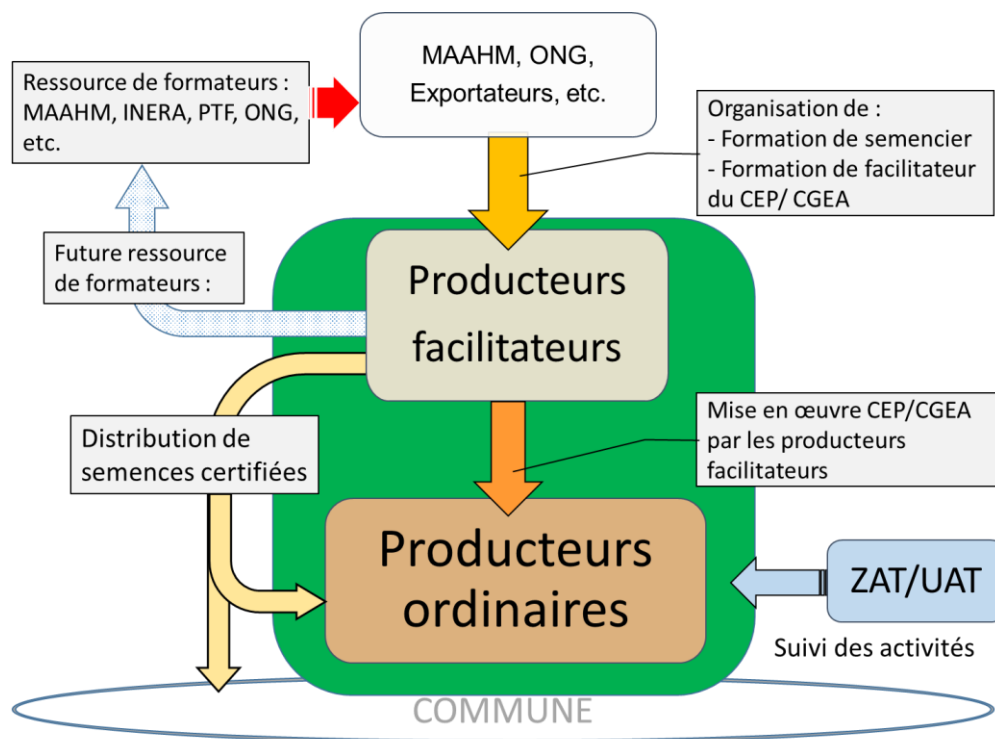 MAAHM, ONG,
Exportateurs, etc.
Ressource de formateurs :
MAAHM, INERA, PTF, ONG,
etc.
Organisation de :
- Formation de semencier
- Formation de facilitateur
du CEP/ CGEA
Future ressource
de formateurs :
Producteurs
facilitateurs
Distribution de
semences certifiées
Mise en œuvre CEP/CGEA
par les producteurs
facilitateurs
Producteurs
ordinaires
ZAT/UAT
Suivi des activités
COMMUNE